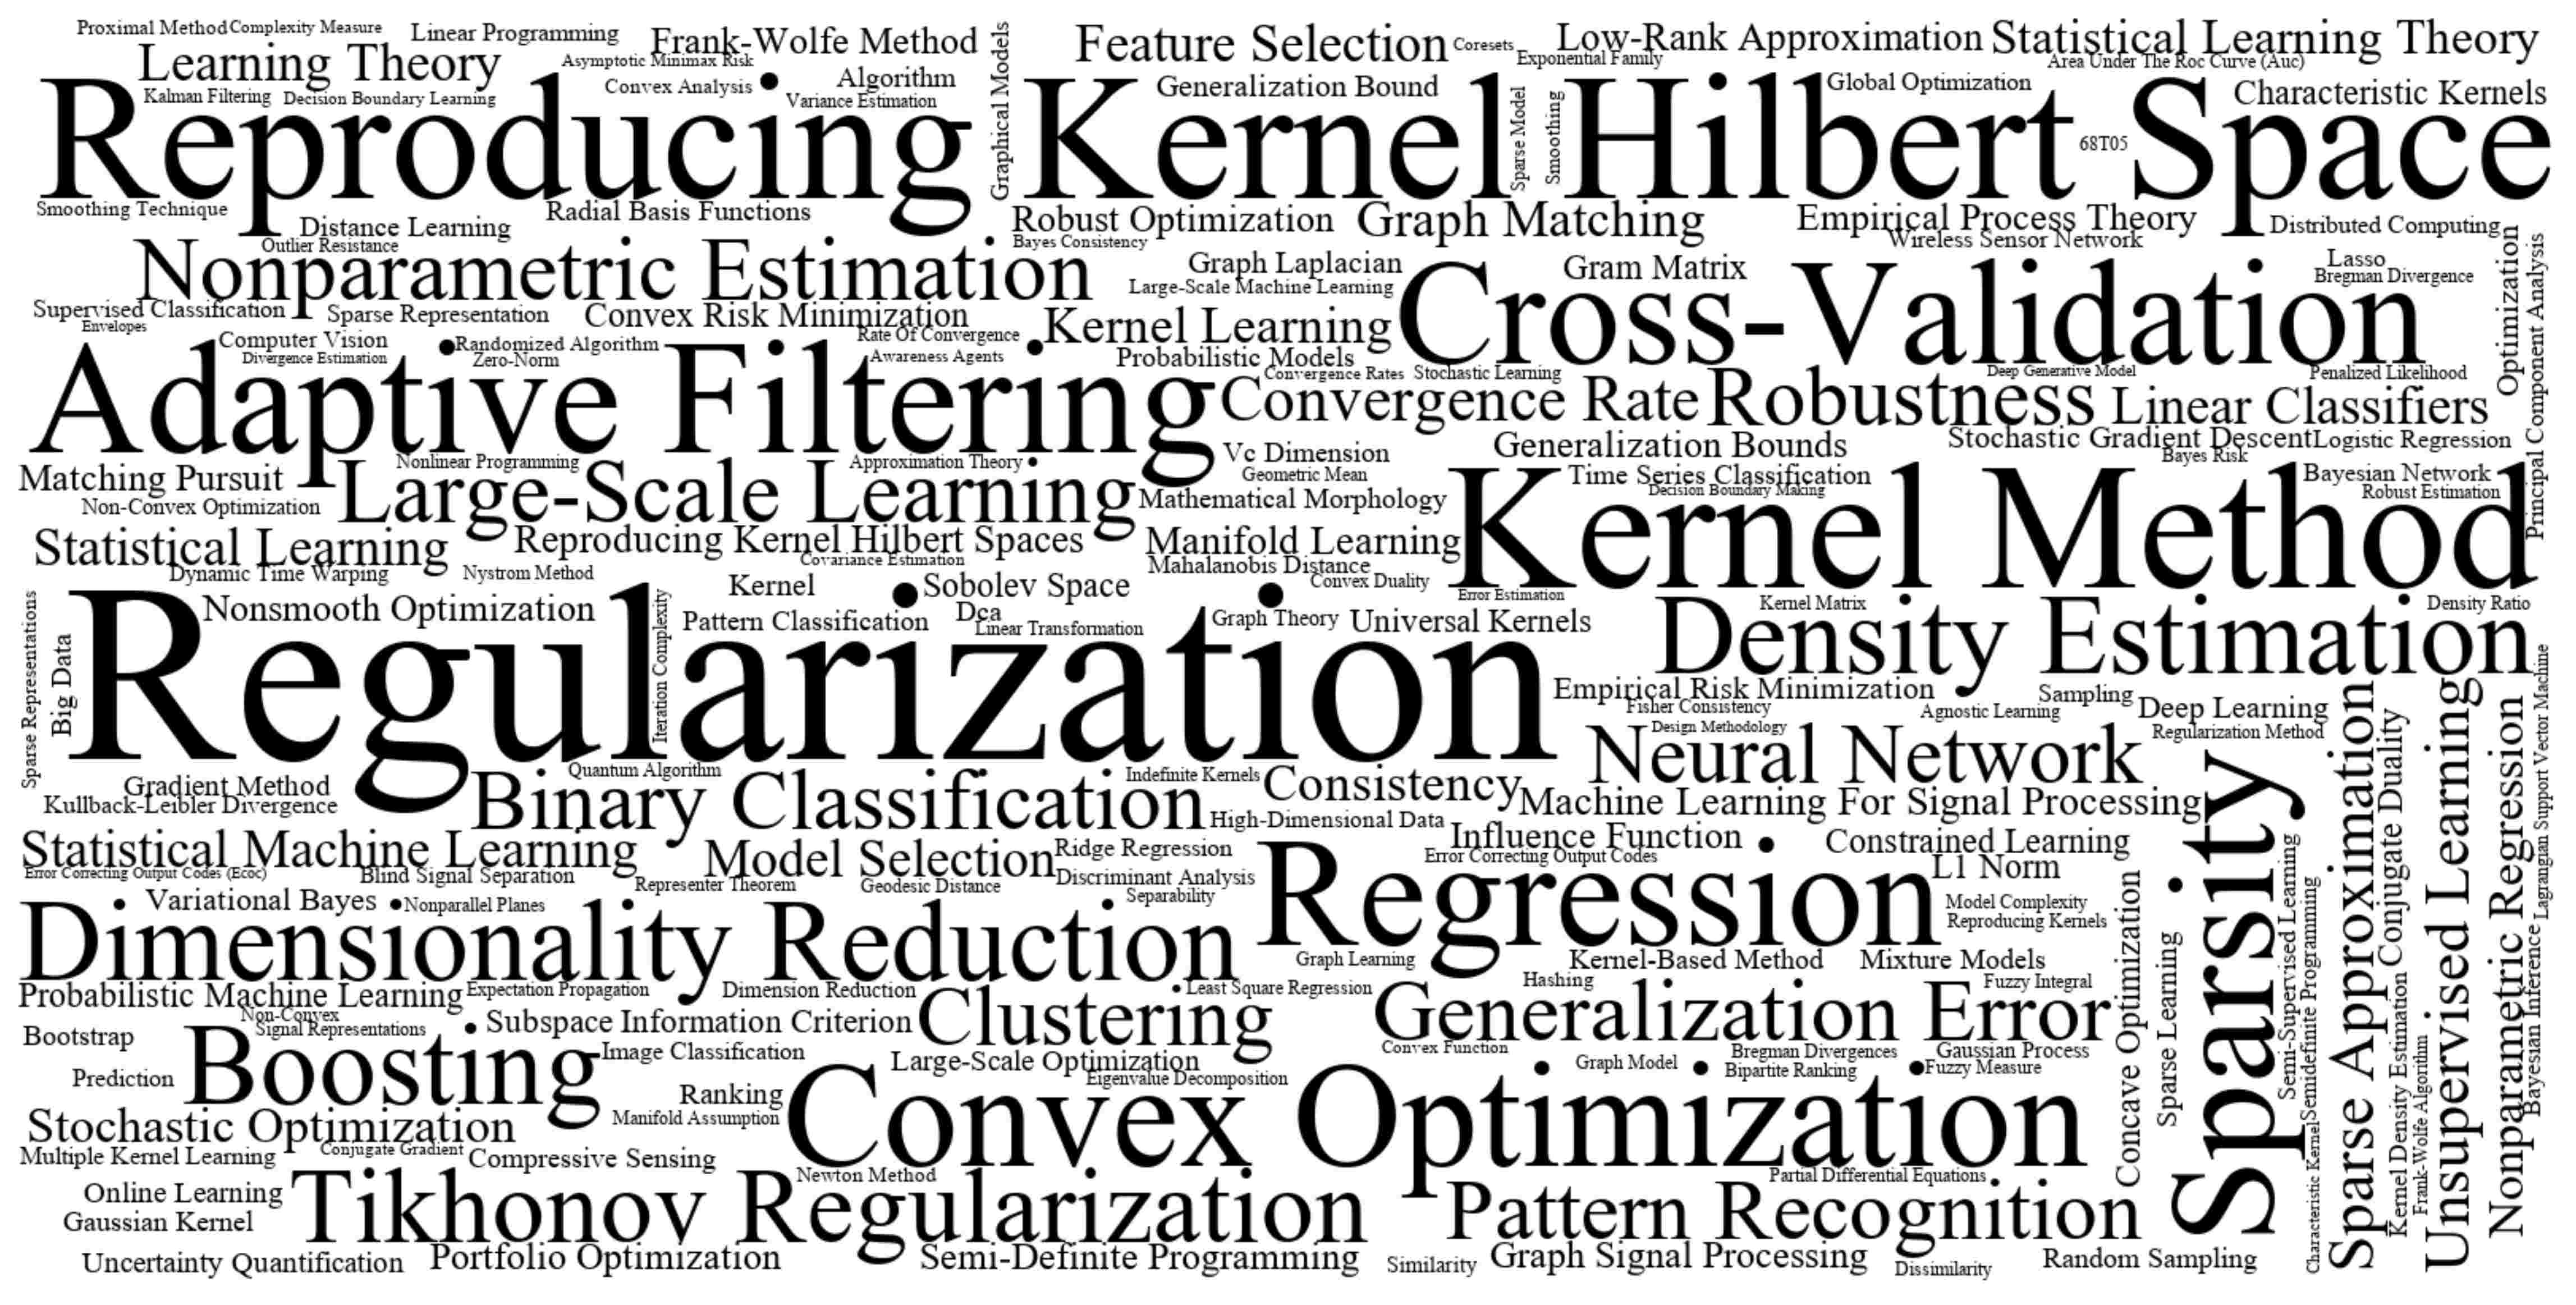 Proximal Method
Complexity Measure
Linear Programming
Frank-Wolfe Method
Graphical Models
Feature Selection
Coresets
Low-Rank Approximation
Statistical Learning Theory
Learning Theory
Asymptotic Minimax Risk
Exponential Family
Area Under The Roc Curve (Auc)
Kalman Filtering
Decision Boundary Learning
Convex Analysis
Algorithm
Variance Estimation
Generalization Bound
Sparse Model
Smoothing
Global Optimization
Characteristic Kernels
Reproducing Kernel Hilbert Space
68T05
Smoothing Technique
Distance Learning
Radial Basis Functions
Robust Optimization
Graph Matching
Empirical Process Theory
Distributed Computing
Outlier Resistance
Bayes Consistency
Wireless Sensor Network
Optimization
Principal Component Analysis
Nonparametric Estimation
Graph Laplacian
Gram Matrix
Lasso
Bregman Divergence
Large-Scale Machine Learning
Cross-Validation
Supervised Classification
Sparse Representation
Convex Risk Minimization
Envelopes
Computer Vision
Randomized Algorithm
Rate Of Convergence
Kernel Learning
Divergence Estimation
Zero-Norm
Awareness Agents
Probabilistic Models
Convergence Rates
Stochastic Learning
Deep Generative Model
Penalized Likelihood
Adaptive Filtering
Convergence Rate
Robustness
Linear Classifiers
Vc Dimension
Generalization Bounds
Stochastic Gradient Descent
Logistic Regression
Matching Pursuit
Nonlinear Programming
Approximation Theory
Geometric Mean
Time Series Classification
Bayes Risk
Bayesian Network
Non-Convex Optimization
Large-Scale Learning
Mathematical Morphology
Decision Boundary Making
Robust Estimation
Kernel Method
Statistical Learning
Reproducing Kernel Hilbert Spaces
Manifold Learning
Covariance Estimation
Mahalanobis Distance
Dynamic Time Warping
Nystrom Method
Kernel
Sobolev Space
Convex Duality
Error Estimation
Sparse Representations
Big Data
Nonsmooth Optimization
Iteration Complexity
Pattern Classification
Dca
Linear Transformation
Graph Theory
Universal Kernels
Kernel Matrix
Density Ratio
Regularization
Density Estimation
Empirical Risk Minimization
Sampling
Fisher Consistency
Agnostic Learning
Deep Learning
Design Methodology
Regularization Method
Neural Network
Gradient Method
Quantum Algorithm
Indefinite Kernels
Consistency
Kullback-Leibler Divergence
Binary Classification
High-Dimensional Data
Machine Learning For Signal Processing
Statistical Machine Learning
Model Selection
Ridge Regression
Influence Function
Constrained Learning
Error Correcting Output Codes
Error Correcting Output Codes (Ecoc)
Blind Signal Separation
Representer Theorem
Geodesic Distance
Discriminant Analysis
L1 Norm
Variational Bayes
Nonparallel Planes
Separability
Regression
Model Complexity
Reproducing Kernels
Dimensionality Reduction
Graph Learning
Kernel-Based Method
Mixture Models
Probabilistic Machine Learning
Expectation Propagation
Dimension Reduction
Least Square Regression
Hashing
Fuzzy Integral
Non-Convex
Signal Representations
Bootstrap
Subspace Information Criterion
Clustering
Generalization Error
Boosting
Image Classification
Large-Scale Optimization
Convex Function
Graph Model
Bregman Divergences
Gaussian Process
Prediction
Ranking
Eigenvalue Decomposition
Bipartite Ranking
Fuzzy Measure
Manifold Assumption
Convex Optimization
Stochastic Optimization
Conjugate Gradient
Multiple Kernel Learning
Compressive Sensing
Newton Method
Partial Differential Equations
Online Learning
Tikhonov Regularization
Pattern Recognition
Gaussian Kernel
Uncertainty Quantification
Portfolio Optimization
Semi-Definite Programming
Similarity
Graph Signal Processing
Dissimilarity
Random Sampling
Concave Optimization
Sparse Learning
Sparsity
Semi-Supervised Learning
Semidefinite Programming
Characteristic Kernel
Sparse Approximation
Conjugate Duality
Kernel Density Estimation
Frank-Wolfe Algorithm
Unsupervised Learning
Nonparametric Regression
Lagrangian Support Vector Machine
Bayesian Inference